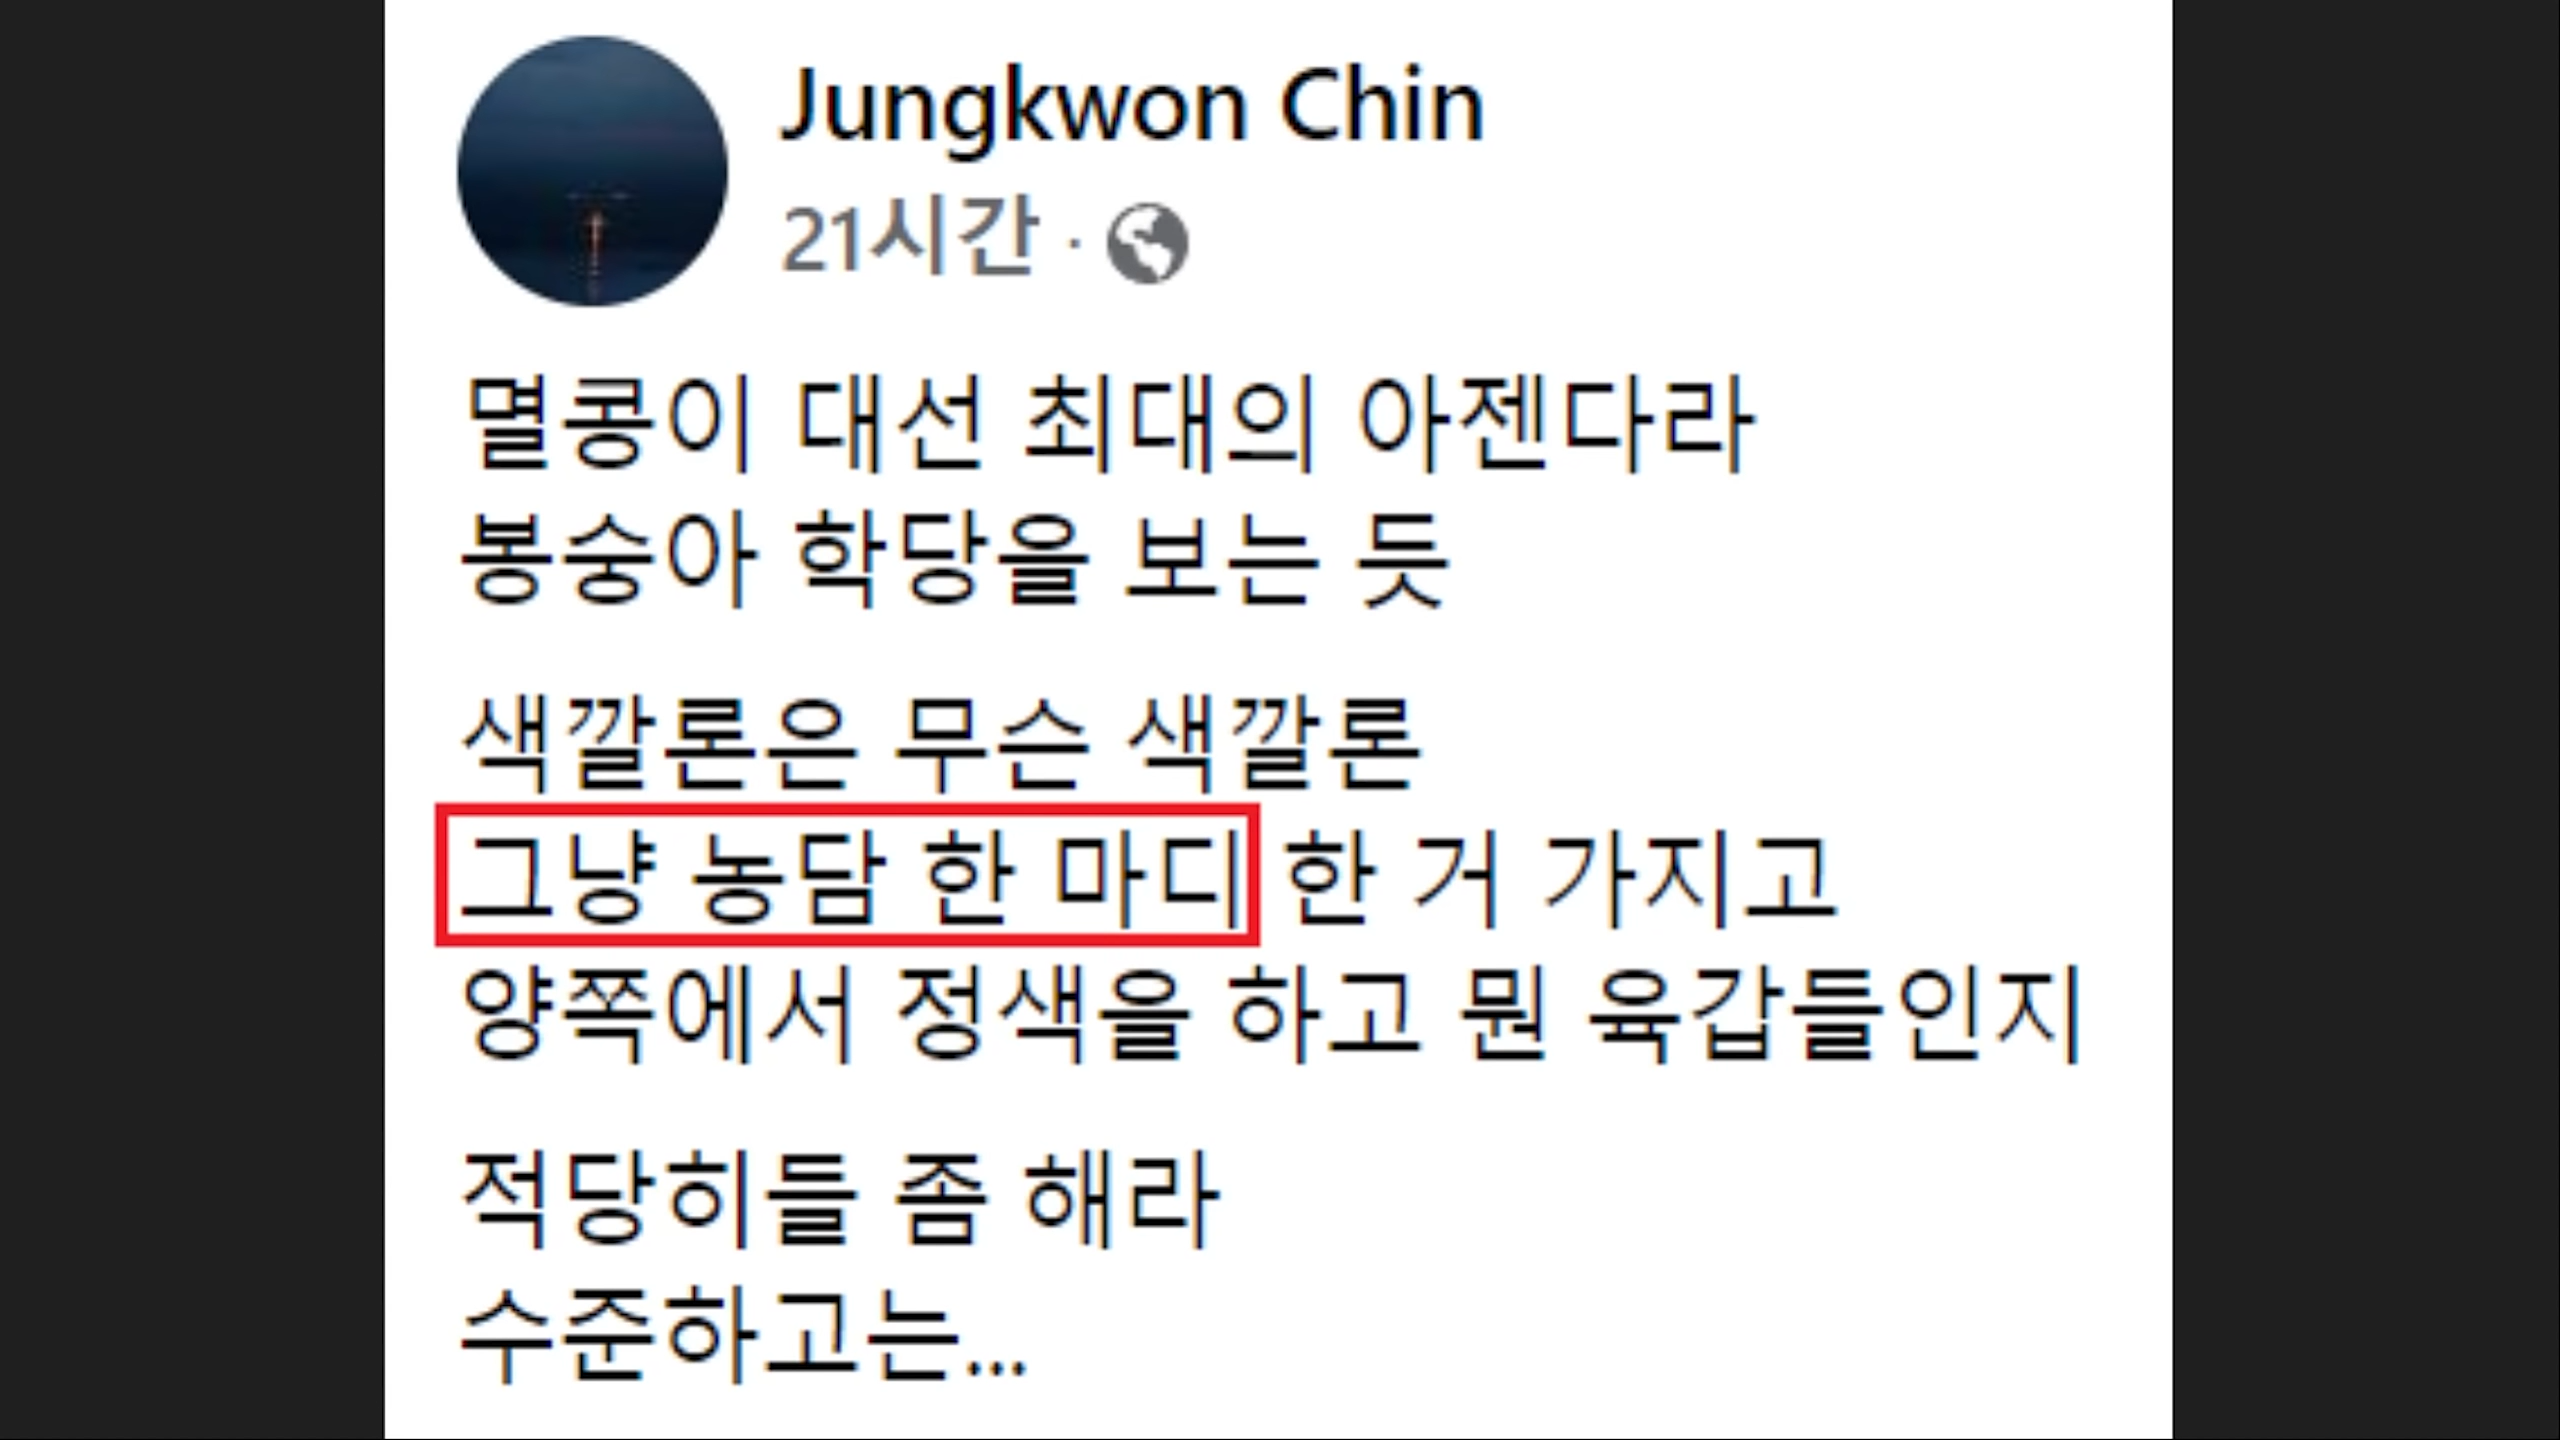 Jungkwon Chin
21시간 ·
멸콩이 대선 최대의 아젠다라
봉숭아 학당을 보는 듯
색깔론은 무슨 색깔론
그냥 농담 한 마디 한 거 가지고
양쪽에서 정색을 하고 뭔 육갑들인지
적당히들 좀 해라
수준하고는...